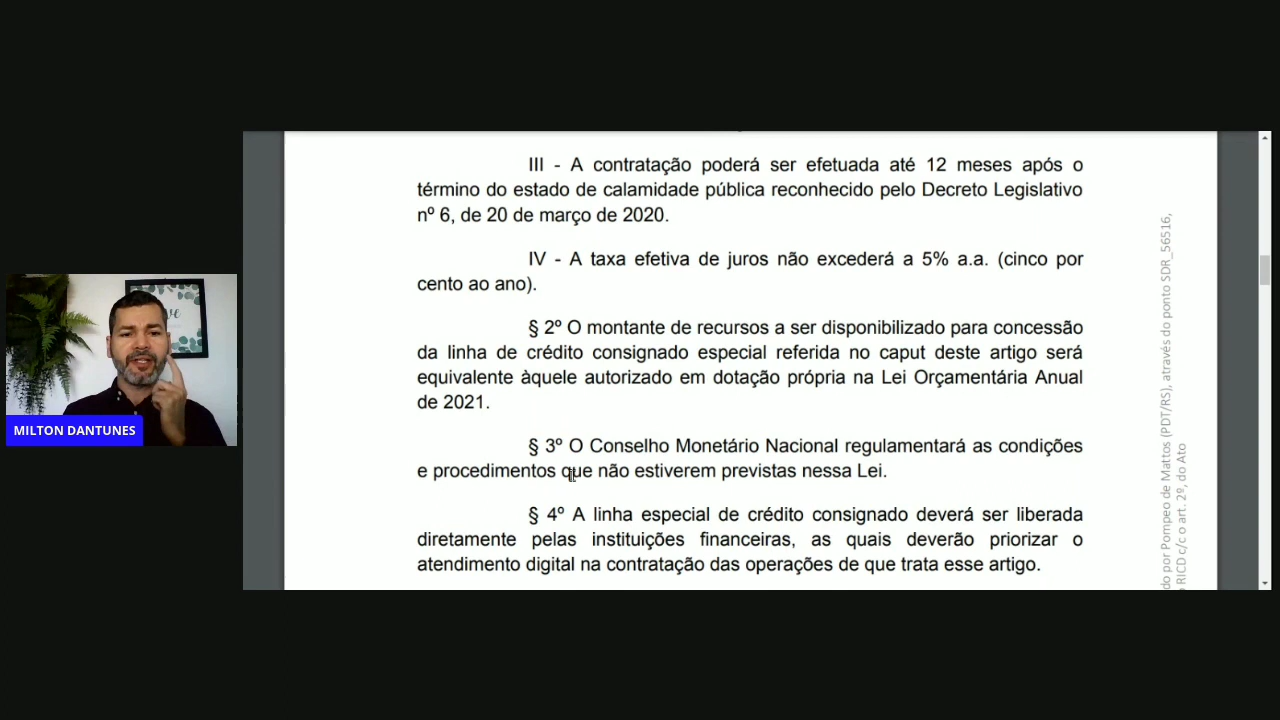 III - A contratação poderá ser efetuada até 12 meses após o
término do estado de calamidade pública reconhecido pelo Decreto Legislativo
nº 6, de 20 de março de 2020.
IV - A taxa efetiva de juros não excederá a 5% a.a. (cinco por
cento ao ano).
§ 2º O montante de recursos a ser disponibilizado para concessão
da linha de crédito consignado especial referida no caput deste artigo será
equivalente àquele autorizado em dotação própria na Lei Orçamentária Anual
de 2021.
§ 3º O Conselho Monetário Nacional regulamentará as condições
e procedimentos que não estiverem previstas nessa Lei.
§ 4º A linha especial de crédito consignado deverá ser liberada
diretamente pelas instituições financeiras, as quais deverão priorizar o
atendimento digital na contratação das operações de que trata esse artigo.
do por Pompeo de Mattos (PDT/RS), através do ponto SDR_56516,
RICD c/c o art. 2º, do Ato
MILTON DANTUNES